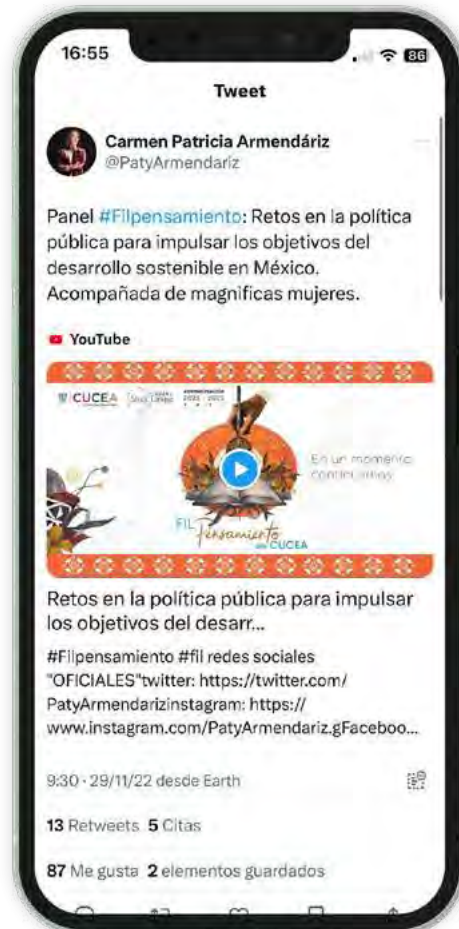 16:55
86
Tweet
Carmen Patricia Armendáriz
@PatyArmendariz
Panel #Filpensamiento: Retos en la política
pública para impulsar los objetivos del
desarrollo sostenible en México.
Acompañada de magnificas mujeres.
YouTube
CUCEA
En un momento
continuamos
FIL
Pensamiento
en CUCEA
Retos en la política pública para impulsar
los objetivos del desarr...
#Filpensamiento #fil redes sociales
"OFICIALES"twitter: https://twitter.com/
PatyArmendarizinstagram: https://
www.instagram.com/PatyArmendariz.gFaceboo...
9:30 · 29/11/22 desde Earth
13 Retweets 5 Citas
87 Me gusta 2 elementos guardados